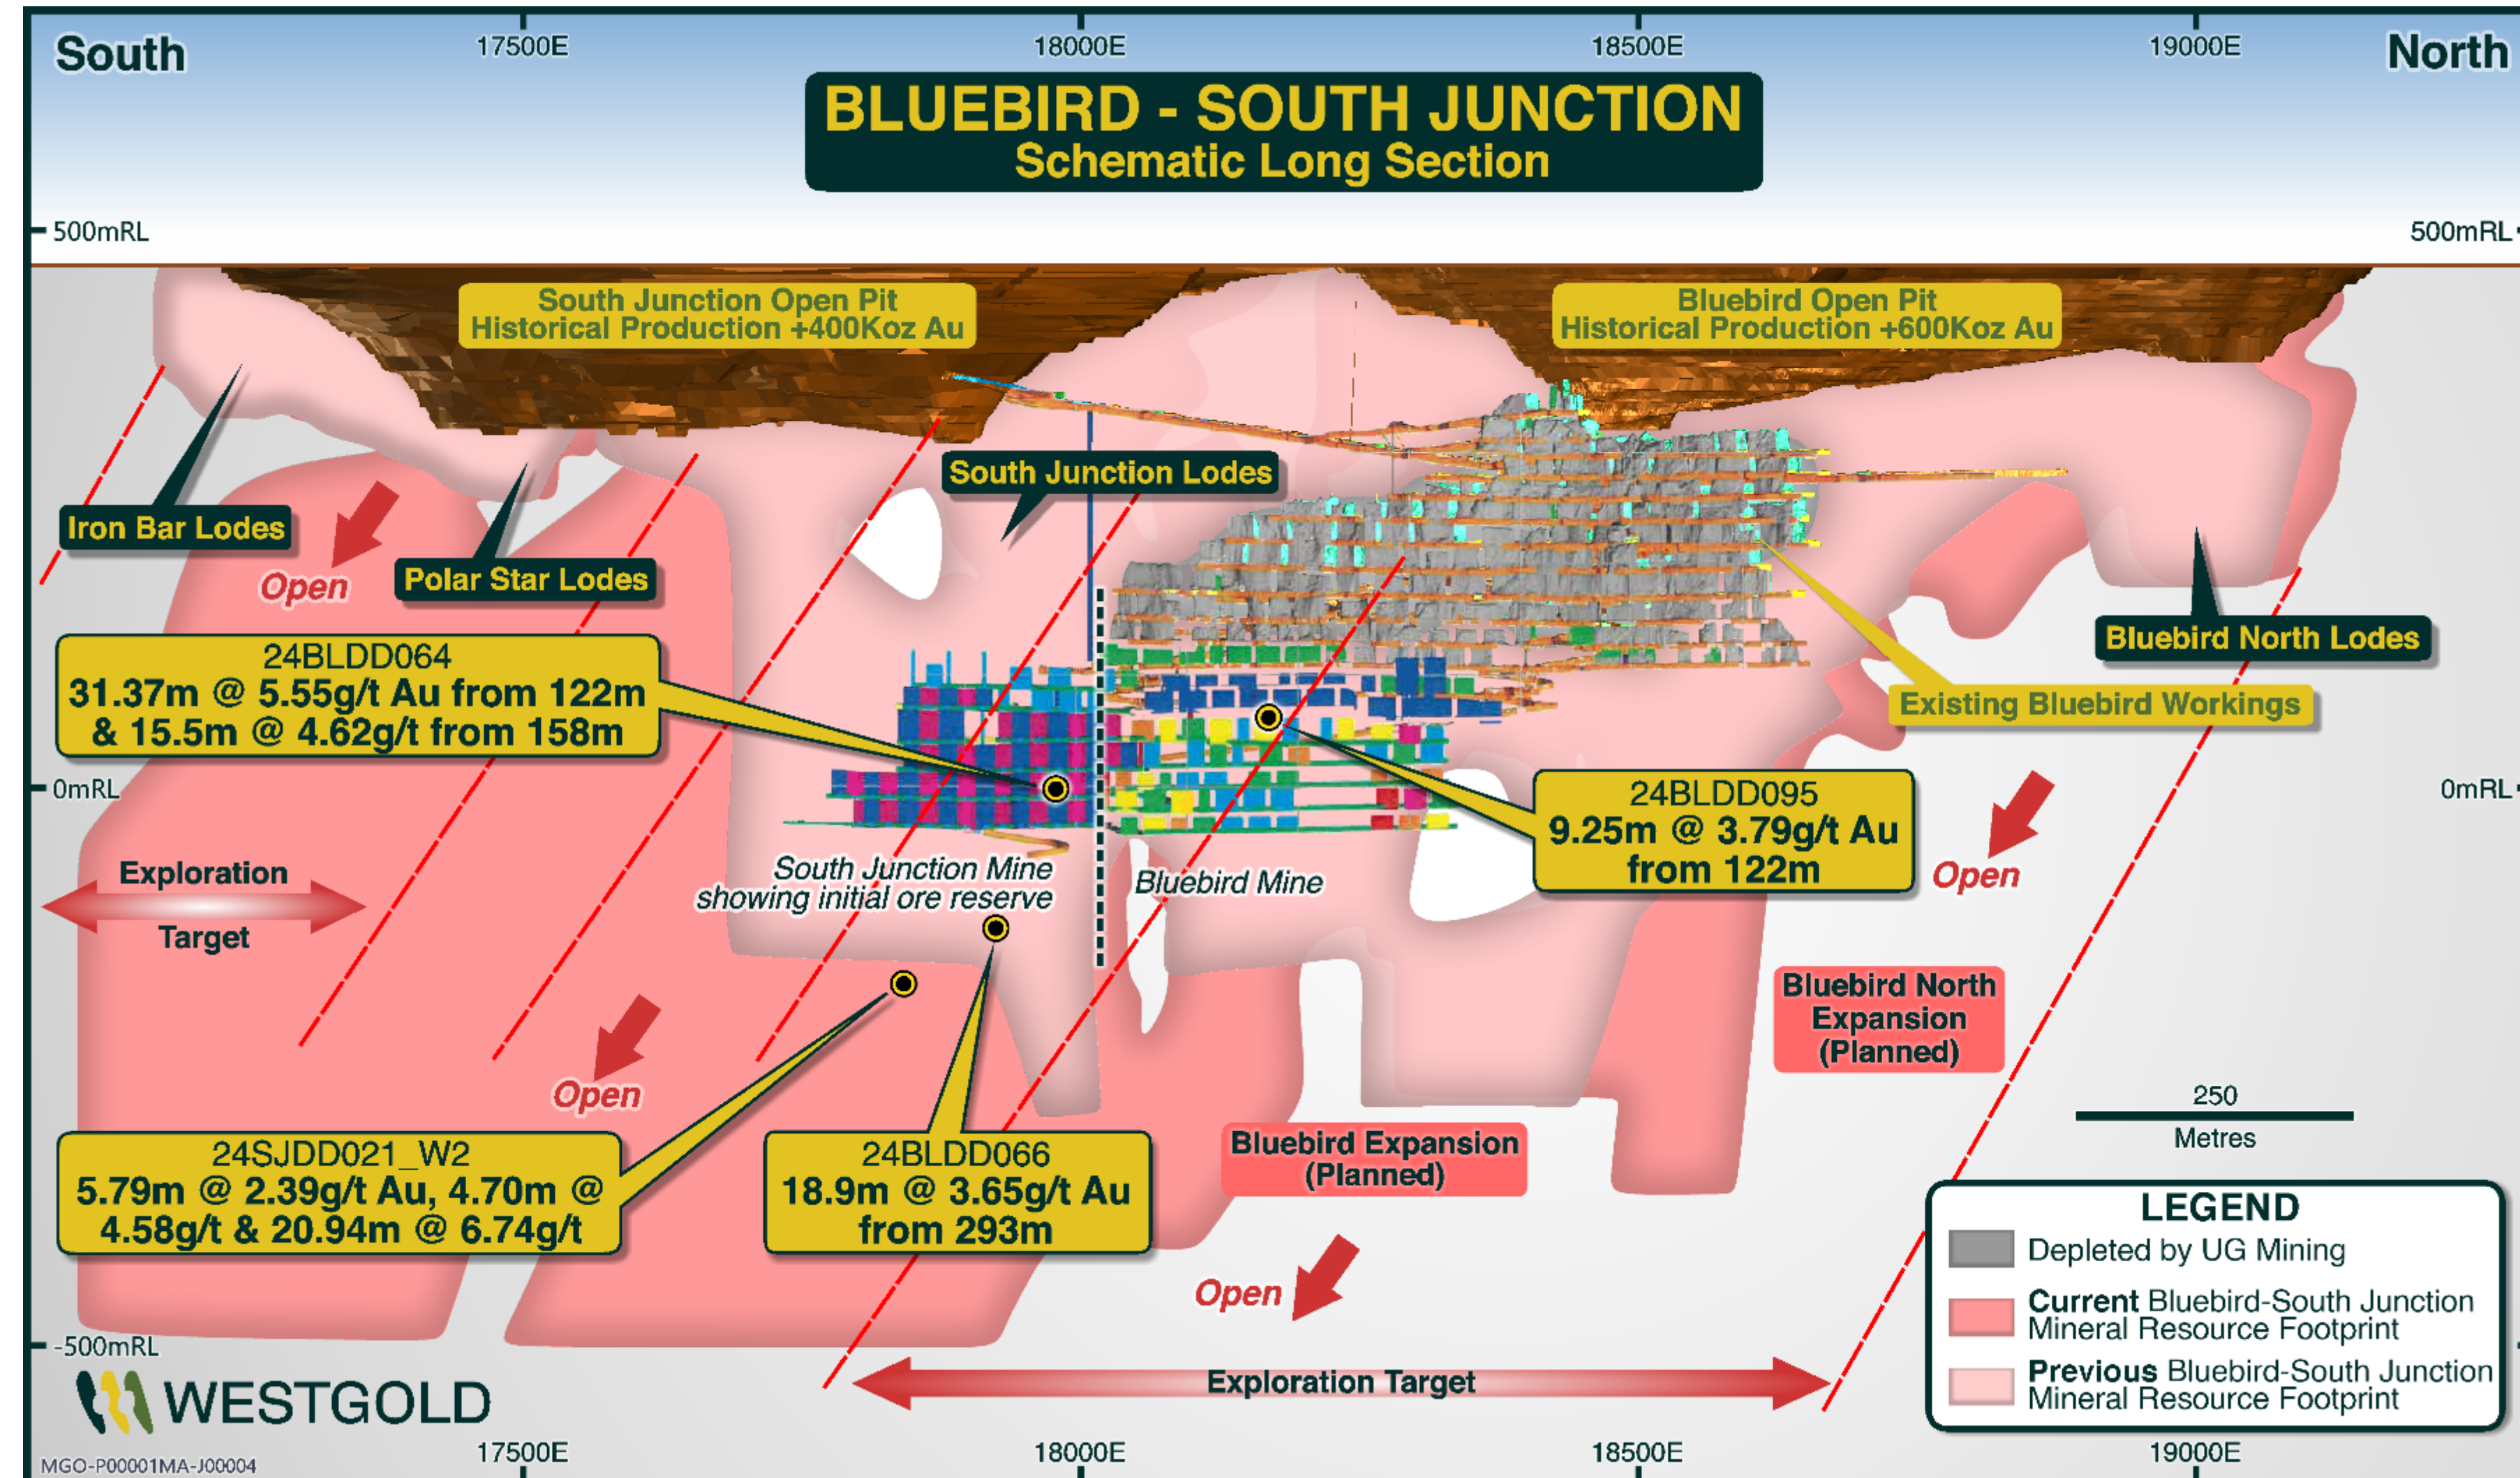 South
17500E
18000E
18500E
19000E
North
BLUEBIRD - SOUTH JUNCTION
Schematic Long Section
500mRL
500mRL
South Junction Open Pit
Historical Production +400Koz Au
Bluebird Open Pit
Historical Production +600Koz Au
South Junction Lodes
Iron Bar Lodes
Open
Polar Star Lodes
Bluebird North Lodes
24BLDD064
31.37m @ 5.55g/t Au from 122m
& 15.5m @ 4.62g/t from 158m
Existing Bluebird Workings
0mRL
0mRL
24BLDD095
9.25m @ 3.79g/t Au
from 122m
Exploration
Target
South Junction Mine
showing initial ore reserve
Bluebird Mine
Open
Bluebird North
Expansion
(Planned)
Open
250
Metres
24SJDD021_W2
5.79m @ 2.39g/t Au, 4.70m @
4.58g/t & 20.94m @ 6.74g/t
24BLDD066
18.9m @ 3.65g/t Au
from 293m
Bluebird Expansion
(Planned)
Open
LEGEND
Depleted by UG Mining
Current Bluebird-South Junction
Mineral Resource Footprint
Previous Bluebird-South Junction
Mineral Resource Footprint
-500mRL
Exploration Target
WESTGOLD
17500E
18000E
18500E
19000E
MGO-P00001MA-J00004